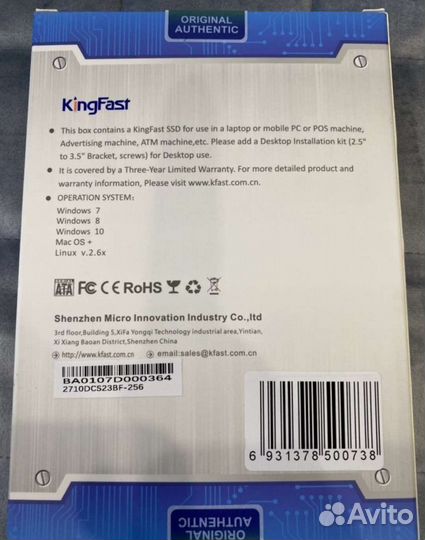 ORIGINAL
AUTHENTIC
KingFast
This box contains a KingFast SSD for use in a laptop or mobile PC or POS machine,
Advertising machine, ATM machine,etc. Please add a Desktop Installation kit (2.5"
to 3.5" Bracket, screws) for Desktop use.
It is covered by a Three-Year Limited Warranty. For more detailed product and
warranty information, Please visit www.kfast.com.cn
OPERATION SYSTEM:
Windows 7
Windows 8
Windows 10
Mac OS +
Linux v.2.6x
SERIAL ATA FC CE RoHS
Shenzhen Micro Innovation Industry Co.,ltd
3rd floor,Building 5,XiFa Yongqi Technology industrial area,Yintian,
Xi Xiang Baoan District,Shenzhen China
http://www.kfast.com.cn email:sales@kfast.com.cn
BA0107D000364
2710DCS23BF-256
6 931378 500738
ORIGINAL
AUTHENTIC
Avito